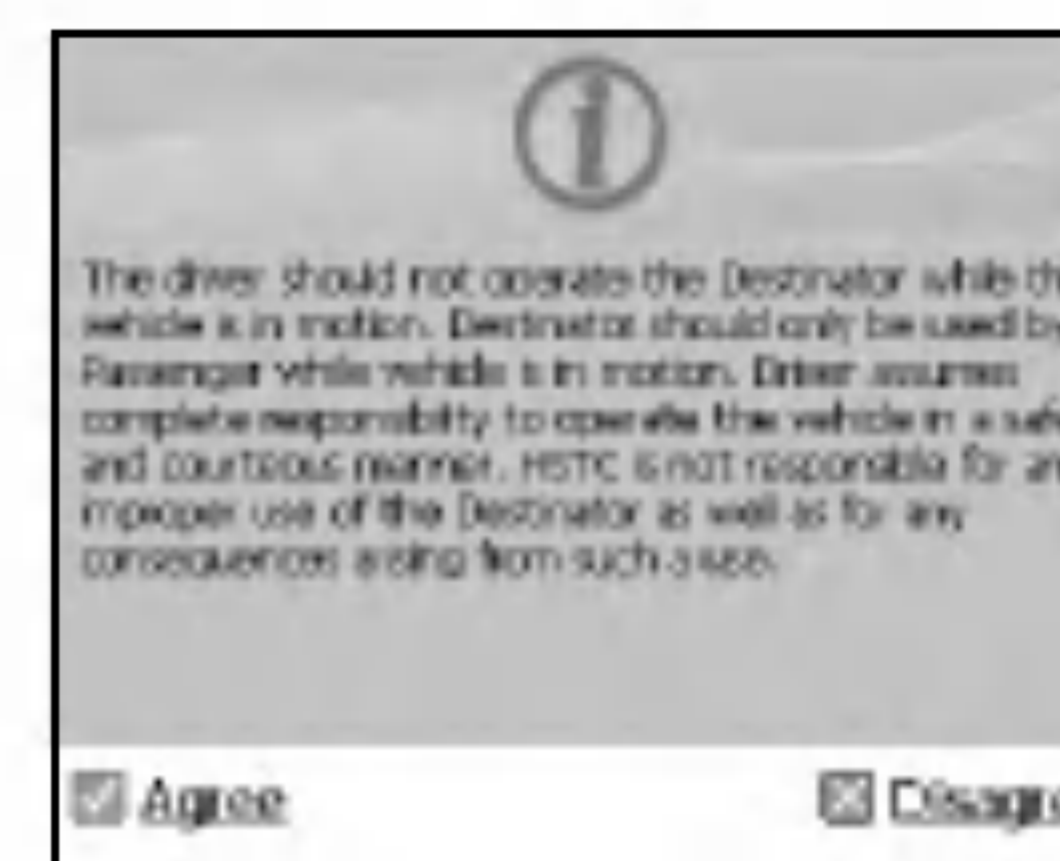 The driver should not operate the Destinator while th
vehicle is in motion. Destinator should only be used by
Passenger while vehicle is in motion. Driver assumes
complete responsibility to operate the vehicle in a safe
and courteous manner. HSTC is not responsible for an
improper use of the Destinator as well as for any
consequences arising from such a use.
Agree
Disagre